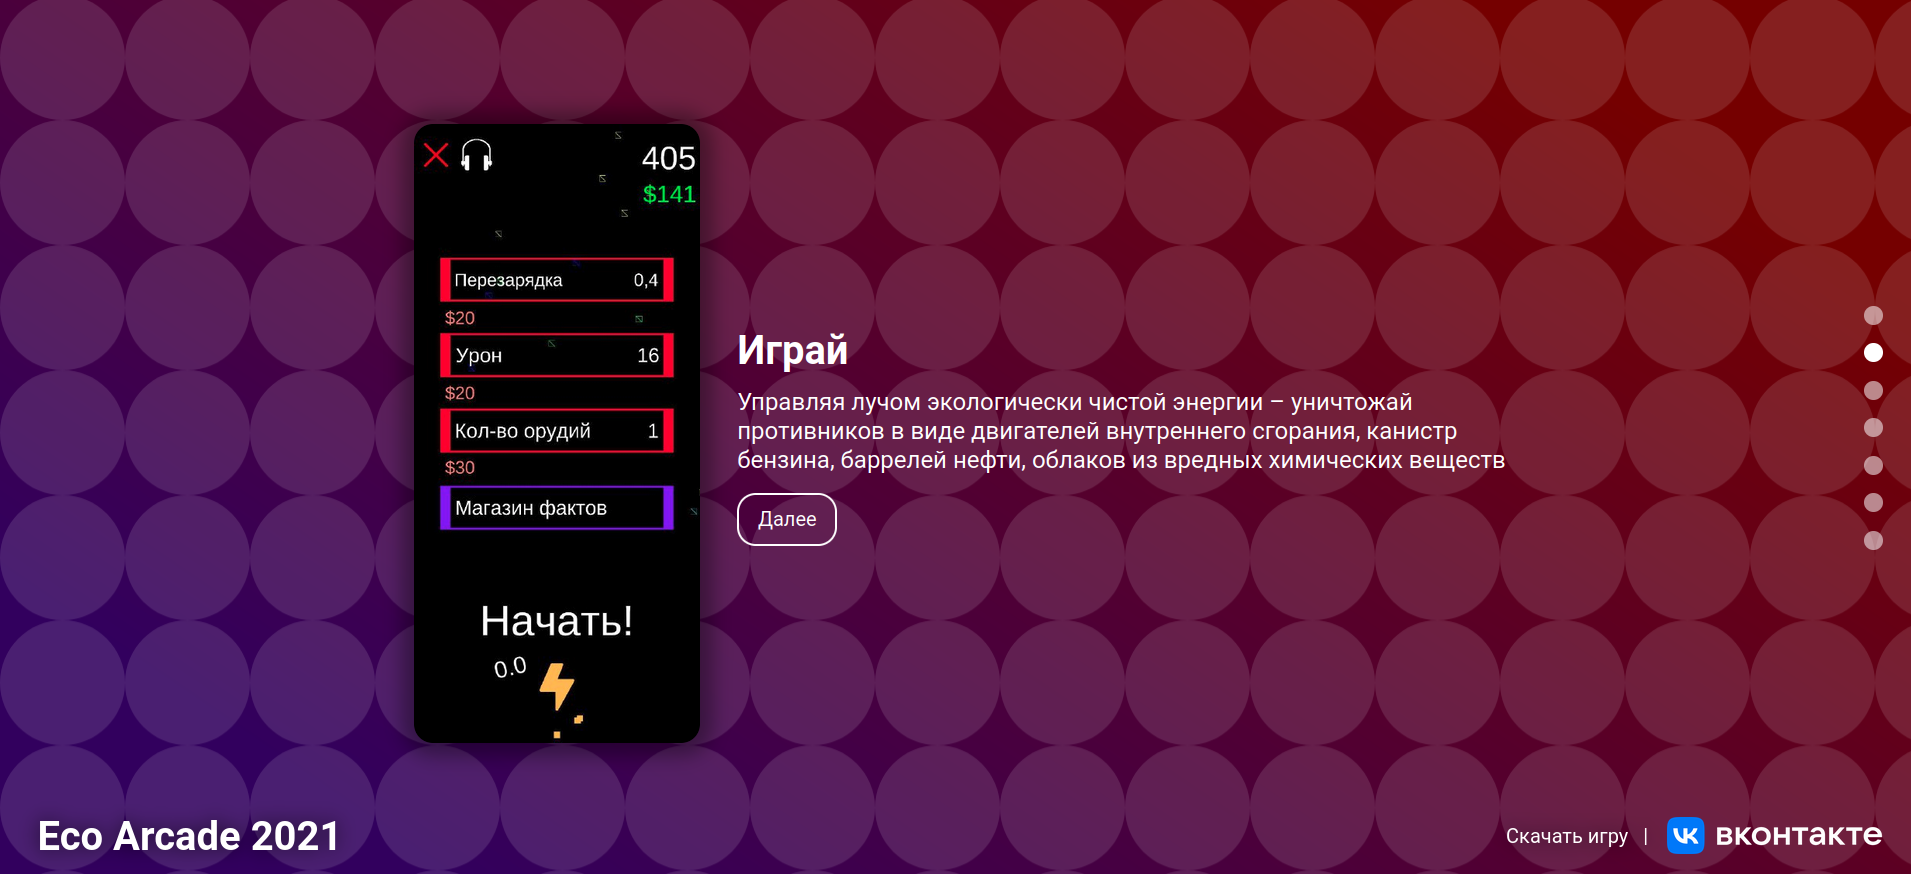 405
$141
Перезарядка 0,4
$20
Урон 16
$20
Кол-во орудий 1
$30
Магазин фактов
Начать!
0.0
Играй
Управляя лучом экологически чистой энергии – уничтожай
противников в виде двигателей внутреннего сгорания, канистр
бензина, баррелей нефти, облаков из вредных химических веществ
Далее
Eco Arcade 2021
Скачать игру | вконтакте